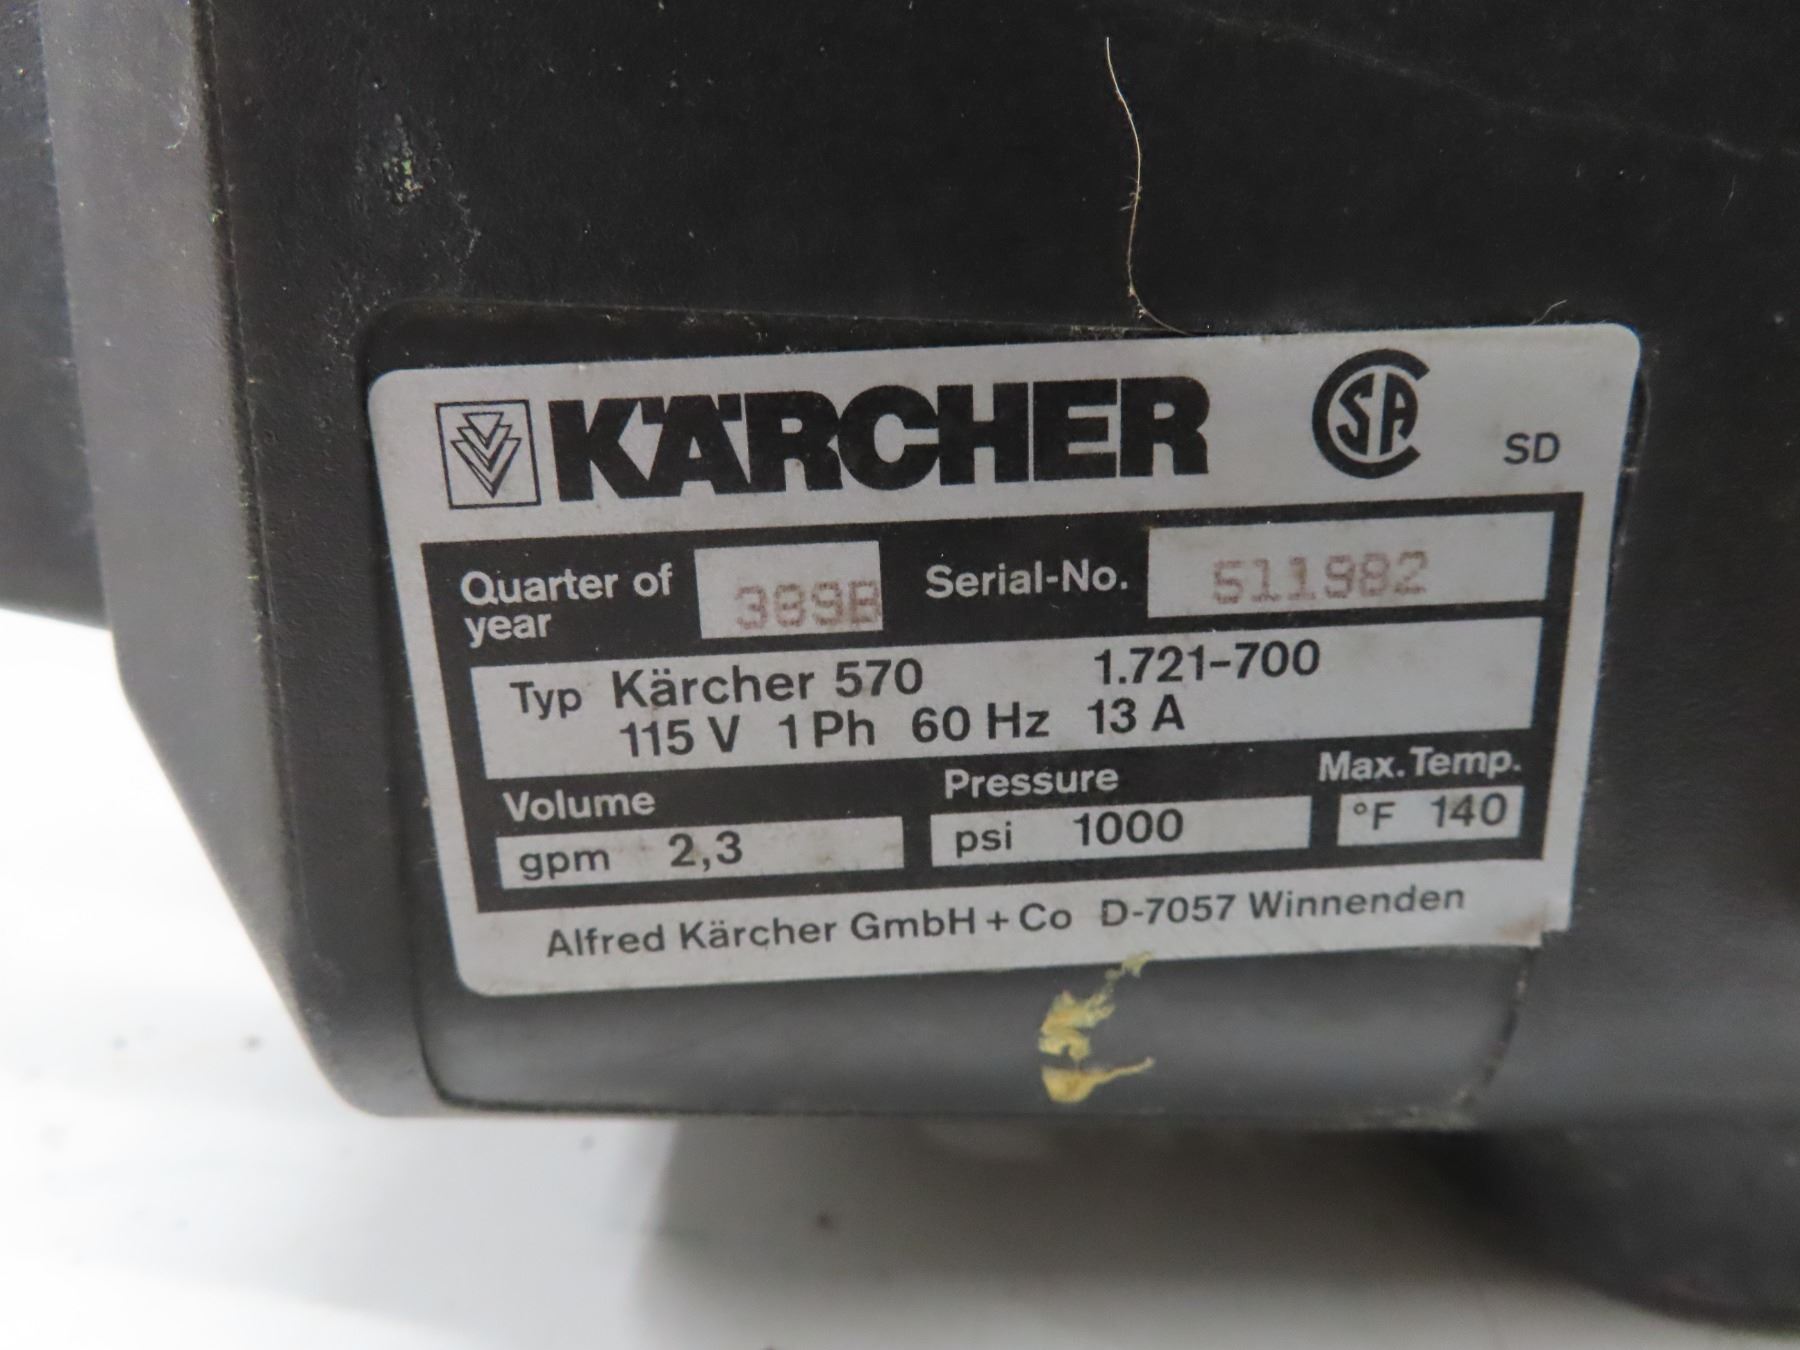 KÄRCHER
CSA
SD
Quarter of year
389B
Serial-No. 511982
Typ Kärcher 570 1.721-700
115 V 1 Ph 60 Hz 13 A
Volume Pressure Max. Temp.
gpm 2,3 psi 1000 °F 140
Alfred Kärcher GmbH + Co D-7057 Winnenden